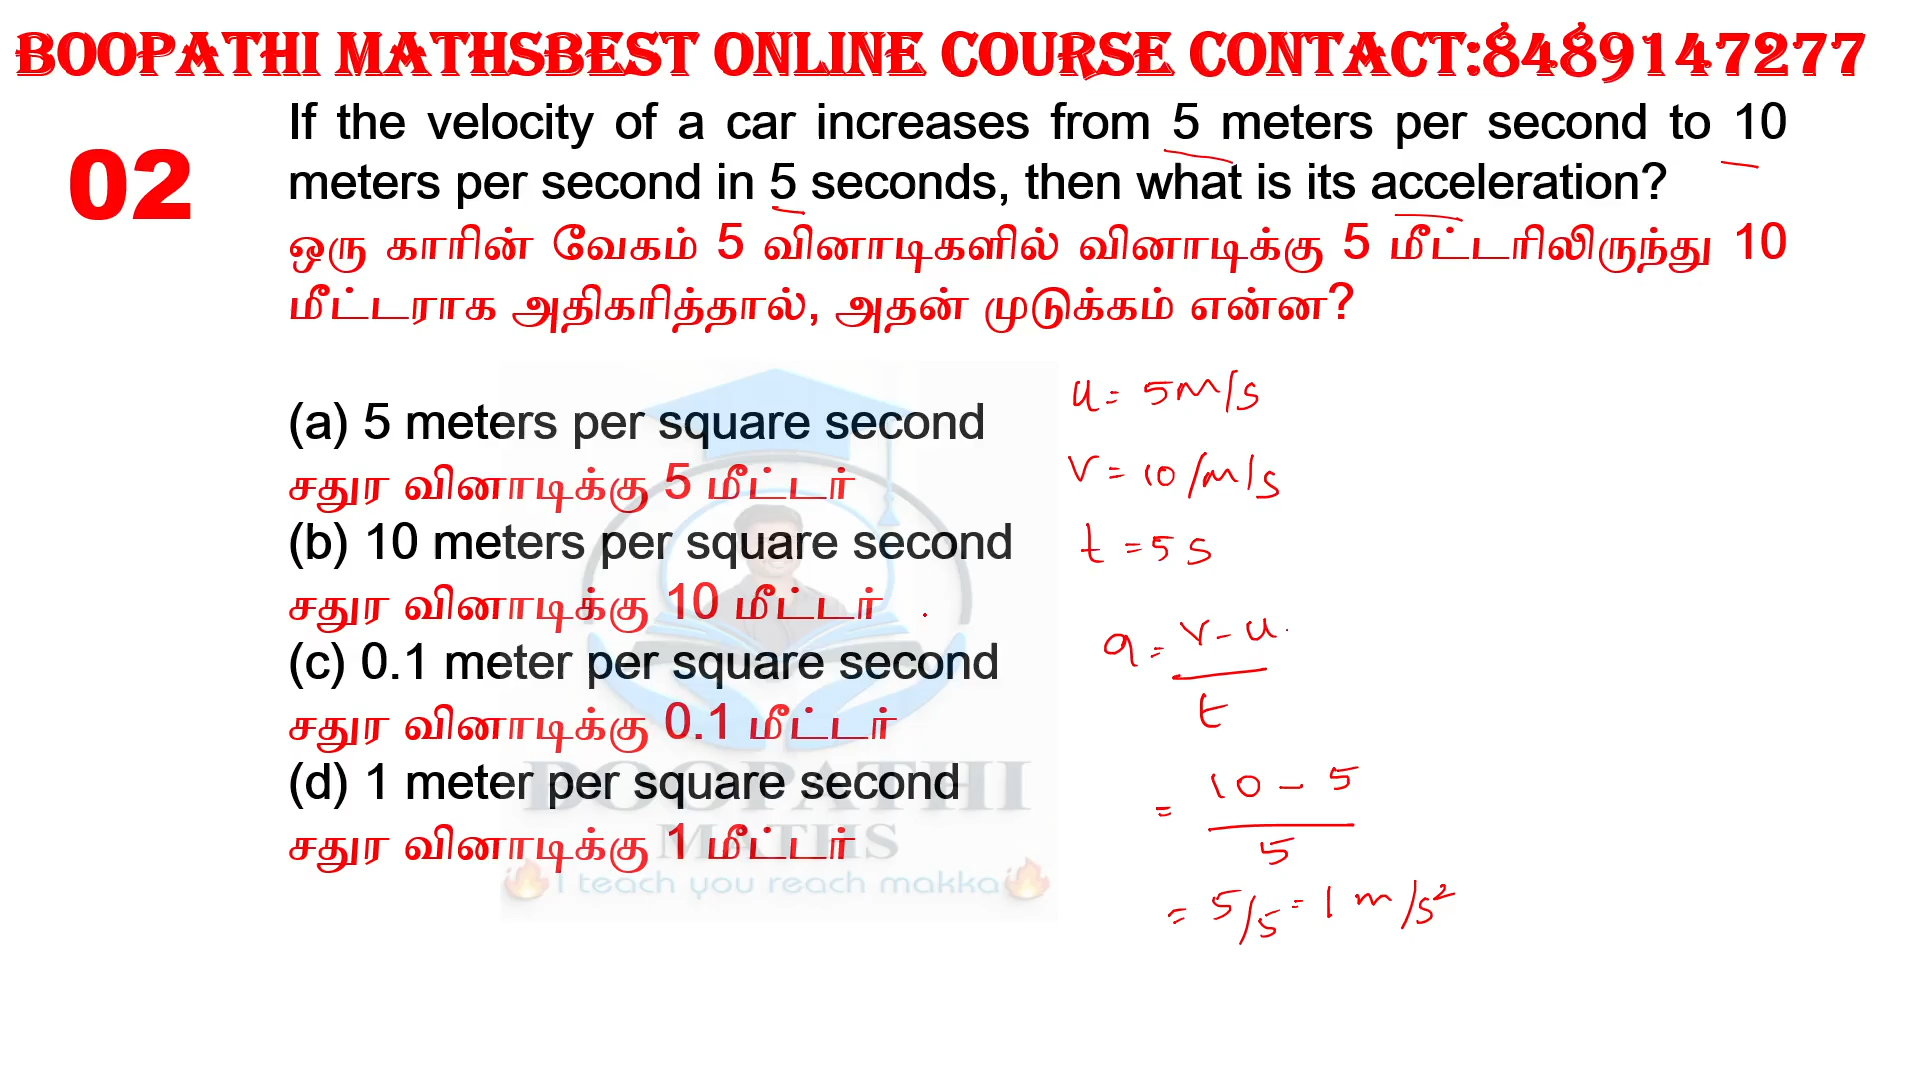 BOOPATHI MATHSBEST ONLINE COURSE CONTACT:8489147277
02
If the velocity of a car increases from 5 meters per second to 10
meters per second in 5 seconds, then what is its acceleration?
ஒரு காரின் வேகம் 5 வினாடிகளில் வினாடிக்கு 5 மீட்டரிலிருந்து 10
மீட்டராக அதிகரித்தால், அதன் முடுக்கம் என்ன?
(a) 5 meters per square second
சதுர வினாடிக்கு 5 மீட்டர்
(b) 10 meters per square second
சதுர வினாடிக்கு 10 மீட்டர்
(c) 0.1 meter per square second
சதுர வினாடிக்கு 0.1 மீட்டர்
(d) 1 meter per square second
சதுர வினாடிக்கு 1 மீட்டர்
BOOPATHI
MATHS
I teach you reach makka
u = 5m/s
v = 10/m/s
t = 5 s
a = v - u
t
= 10 - 5
5
= 5/5 = 1 m/s²